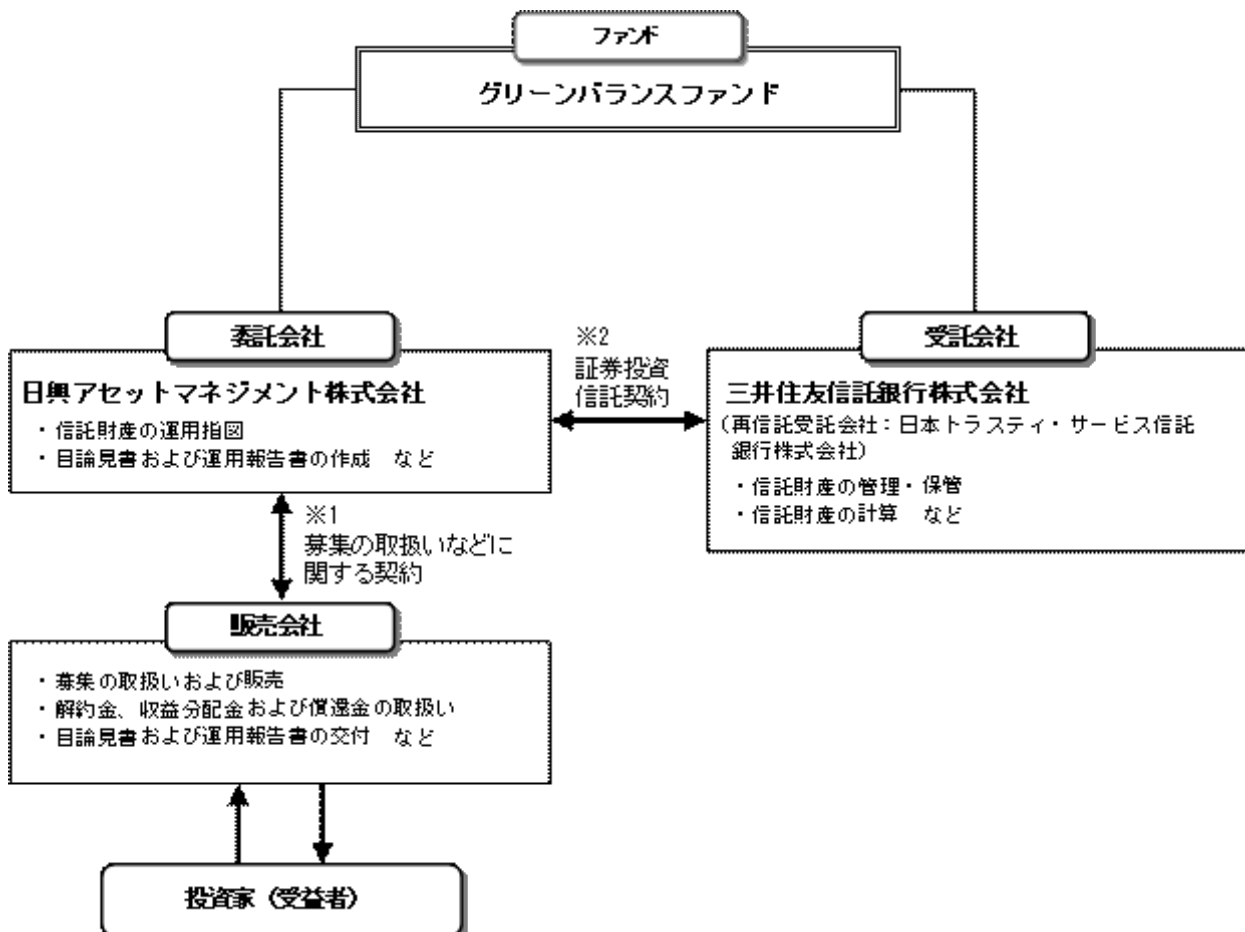 ファンド
グリーンバランスファンド
委託会社
日興アセットマネジメント株式会社
・信託財産の運用指図
・目論見書および運用報告書の作成 など
※2
証券投資
信託契約
受託会社
三井住友信託銀行株式会社
(再信託受託会社:日本トラスティ・サービス信託
銀行株式会社)
・信託財産の管理・保管
・信託財産の計算 など
※1
募集の取扱いなどに
関する契約
販売会社
・募集の取扱いおよび販売
・解約金、収益分配金および償還金の取扱い
・目論見書および運用報告書の交付 など
投資家(受益者)